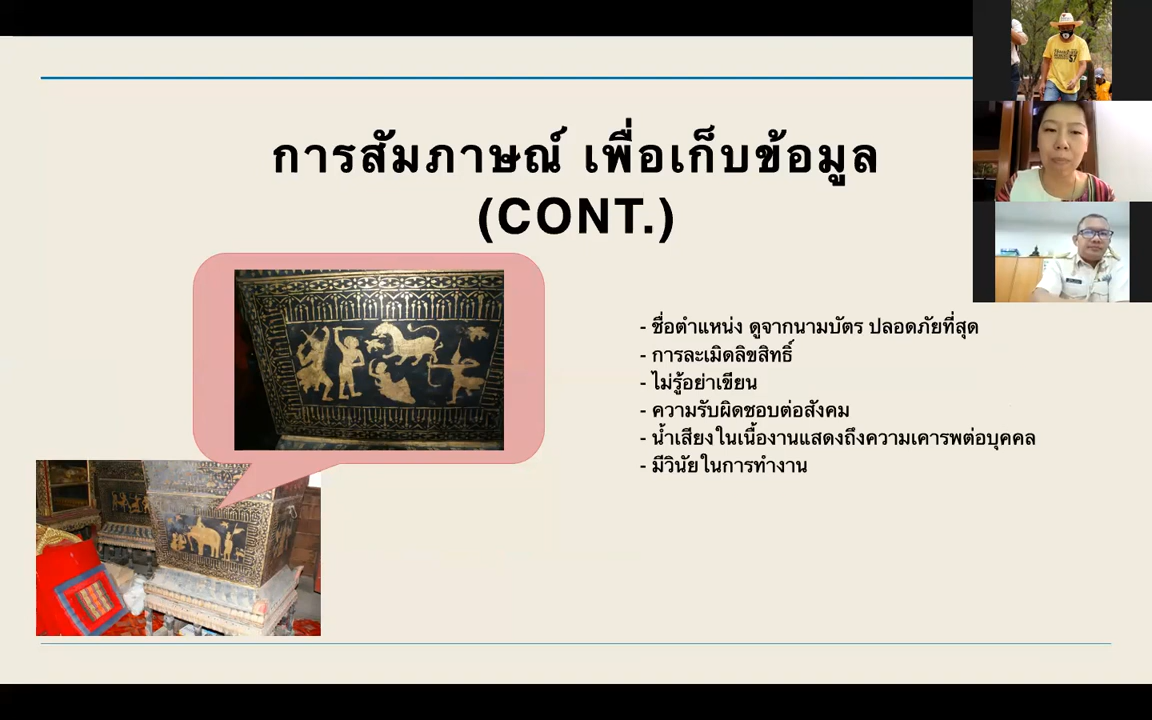 การสัมภาษณ์ เพื่อเก็บข้อมูล
(CONT.)
- ชื่อตำแหน่ง ดูจากนามบัตร ปลอดภัยที่สุด
- การละเมิดลิขสิทธิ์
- ไม่รู้อย่าเขียน
- ความรับผิดชอบต่อสังคม
- น้ำเสียงในเนื้องานแสดงถึงความเคารพต่อบุคคล
- มีวินัยในการทำงาน